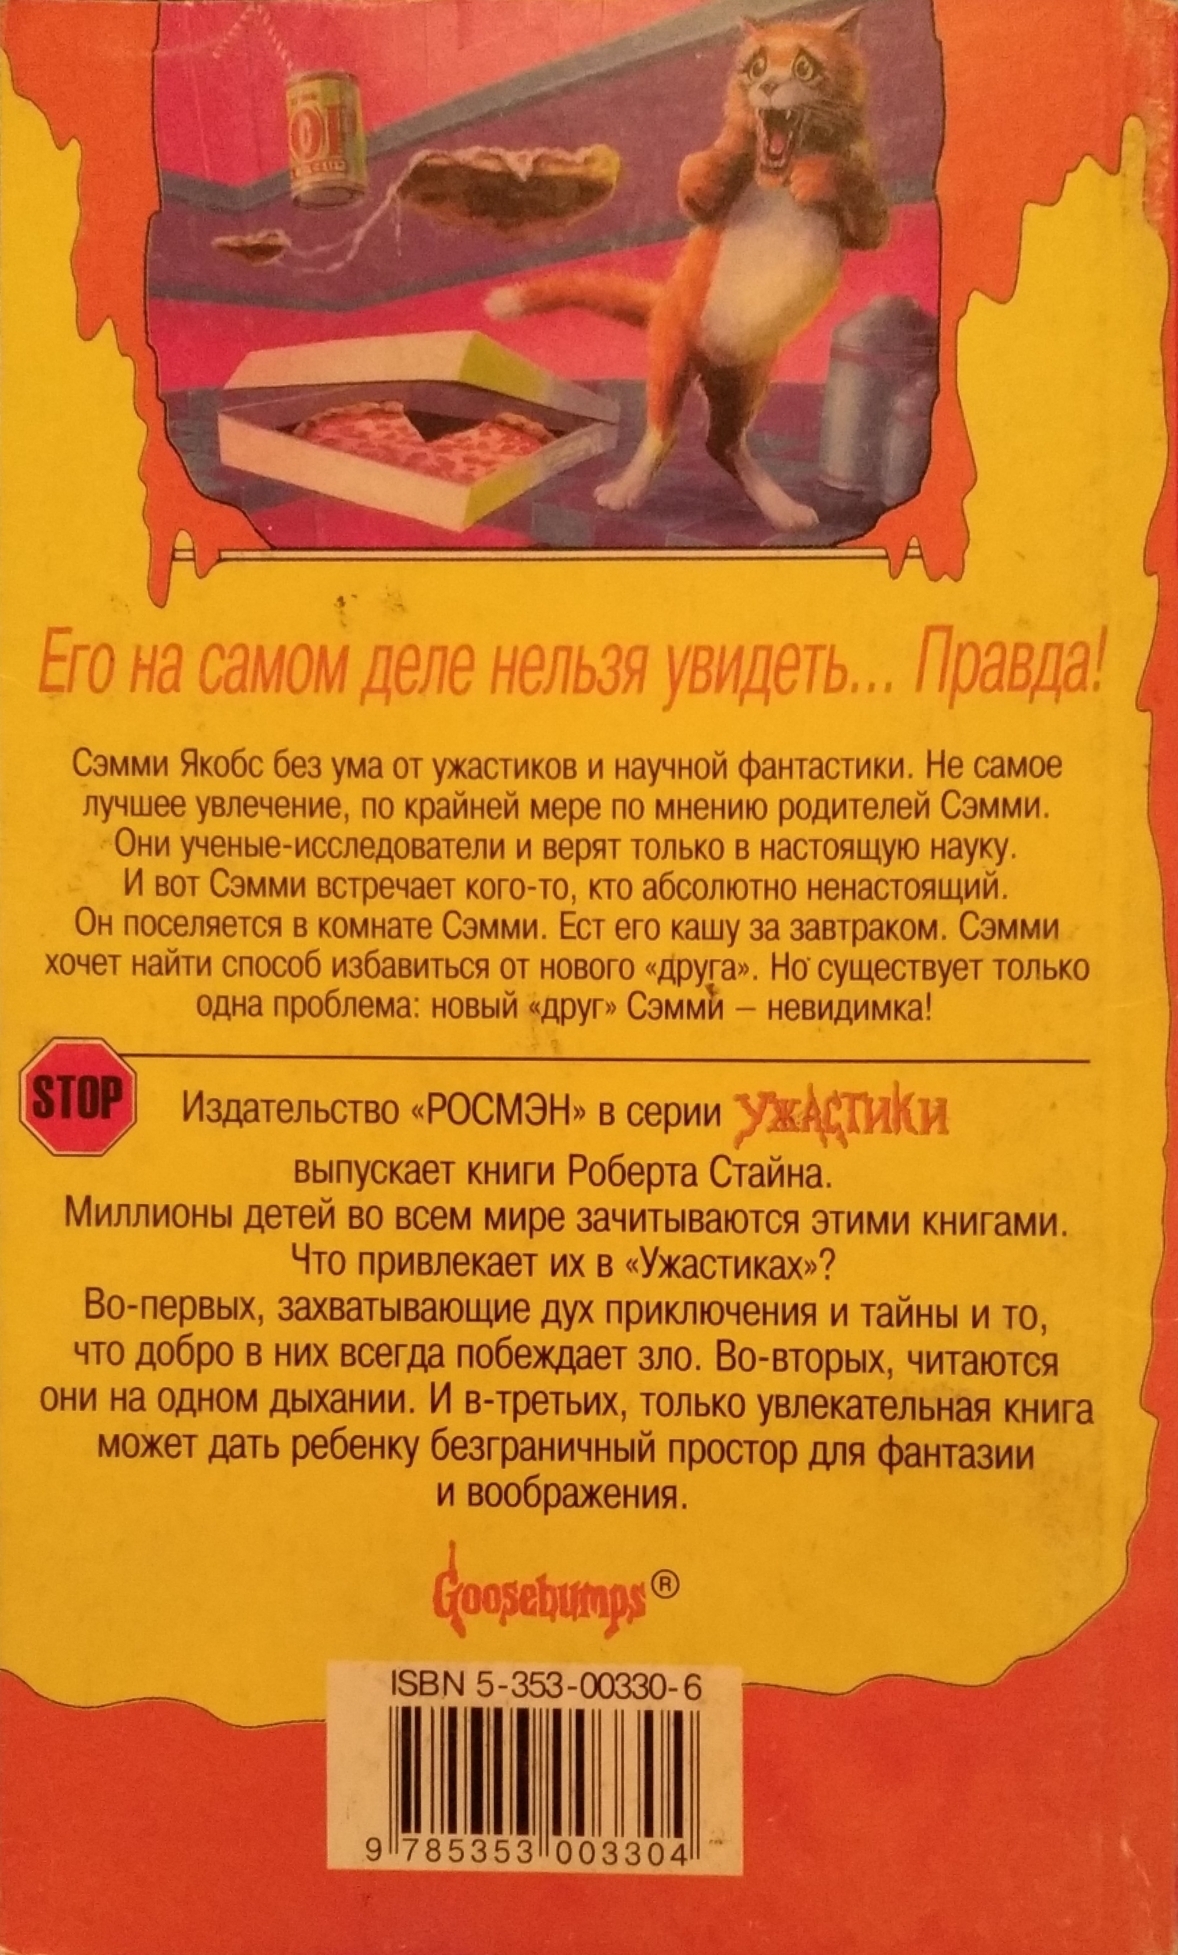 Его на самом деле нельзя увидеть... Правда!
Сэмми Якобс без ума от ужастиков и научной фантастики. Не самое
лучшее увлечение, по крайней мере по мнению родителей Сэмми.
Они ученые-исследователи и верят только в настоящую науку.
И вот Сэмми встречает кого-то, кто абсолютно ненастоящий.
Он поселяется в комнате Сэмми. Ест его кашу за завтраком. Сэмми
хочет найти способ избавиться от нового «друга». Но существует только
одна проблема: новый «друг» Сэмми – невидимка!
STOP
Издательство «РОСМЭН» в серии УЖАСТИКИ
выпускает книги Роберта Стайна.
Миллионы детей во всем мире зачитываются этими книгами.
Что привлекает их в «Ужастиках»?
Во-первых, захватывающие дух приключения и тайны и то,
что добро в них всегда побеждает зло. Во-вторых, читаются
они на одном дыхании. И в-третьих, только увлекательная книга
может дать ребенку безграничный простор для фантазии
и воображения.
Goosebumps®
ISBN 5-353-00330-6
9 785353 003304